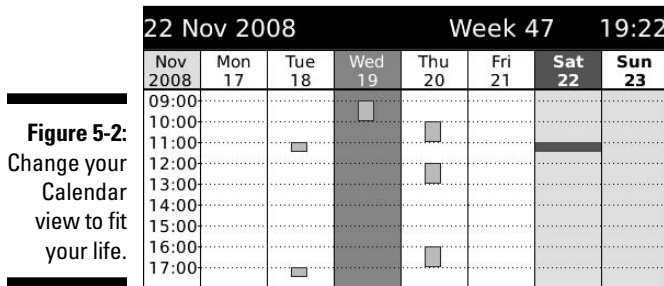 22 Nov 2008 Week 47 19:22
Nov Mon Tue Wed Thu Fri Sat Sun
2008 17 18 19 20 21 22 23
09:00
10:00
11:00
12:00
13:00
14:00
15:00
16:00
17:00
Figure 5-2:
Change your
Calendar
view to fit
your life.